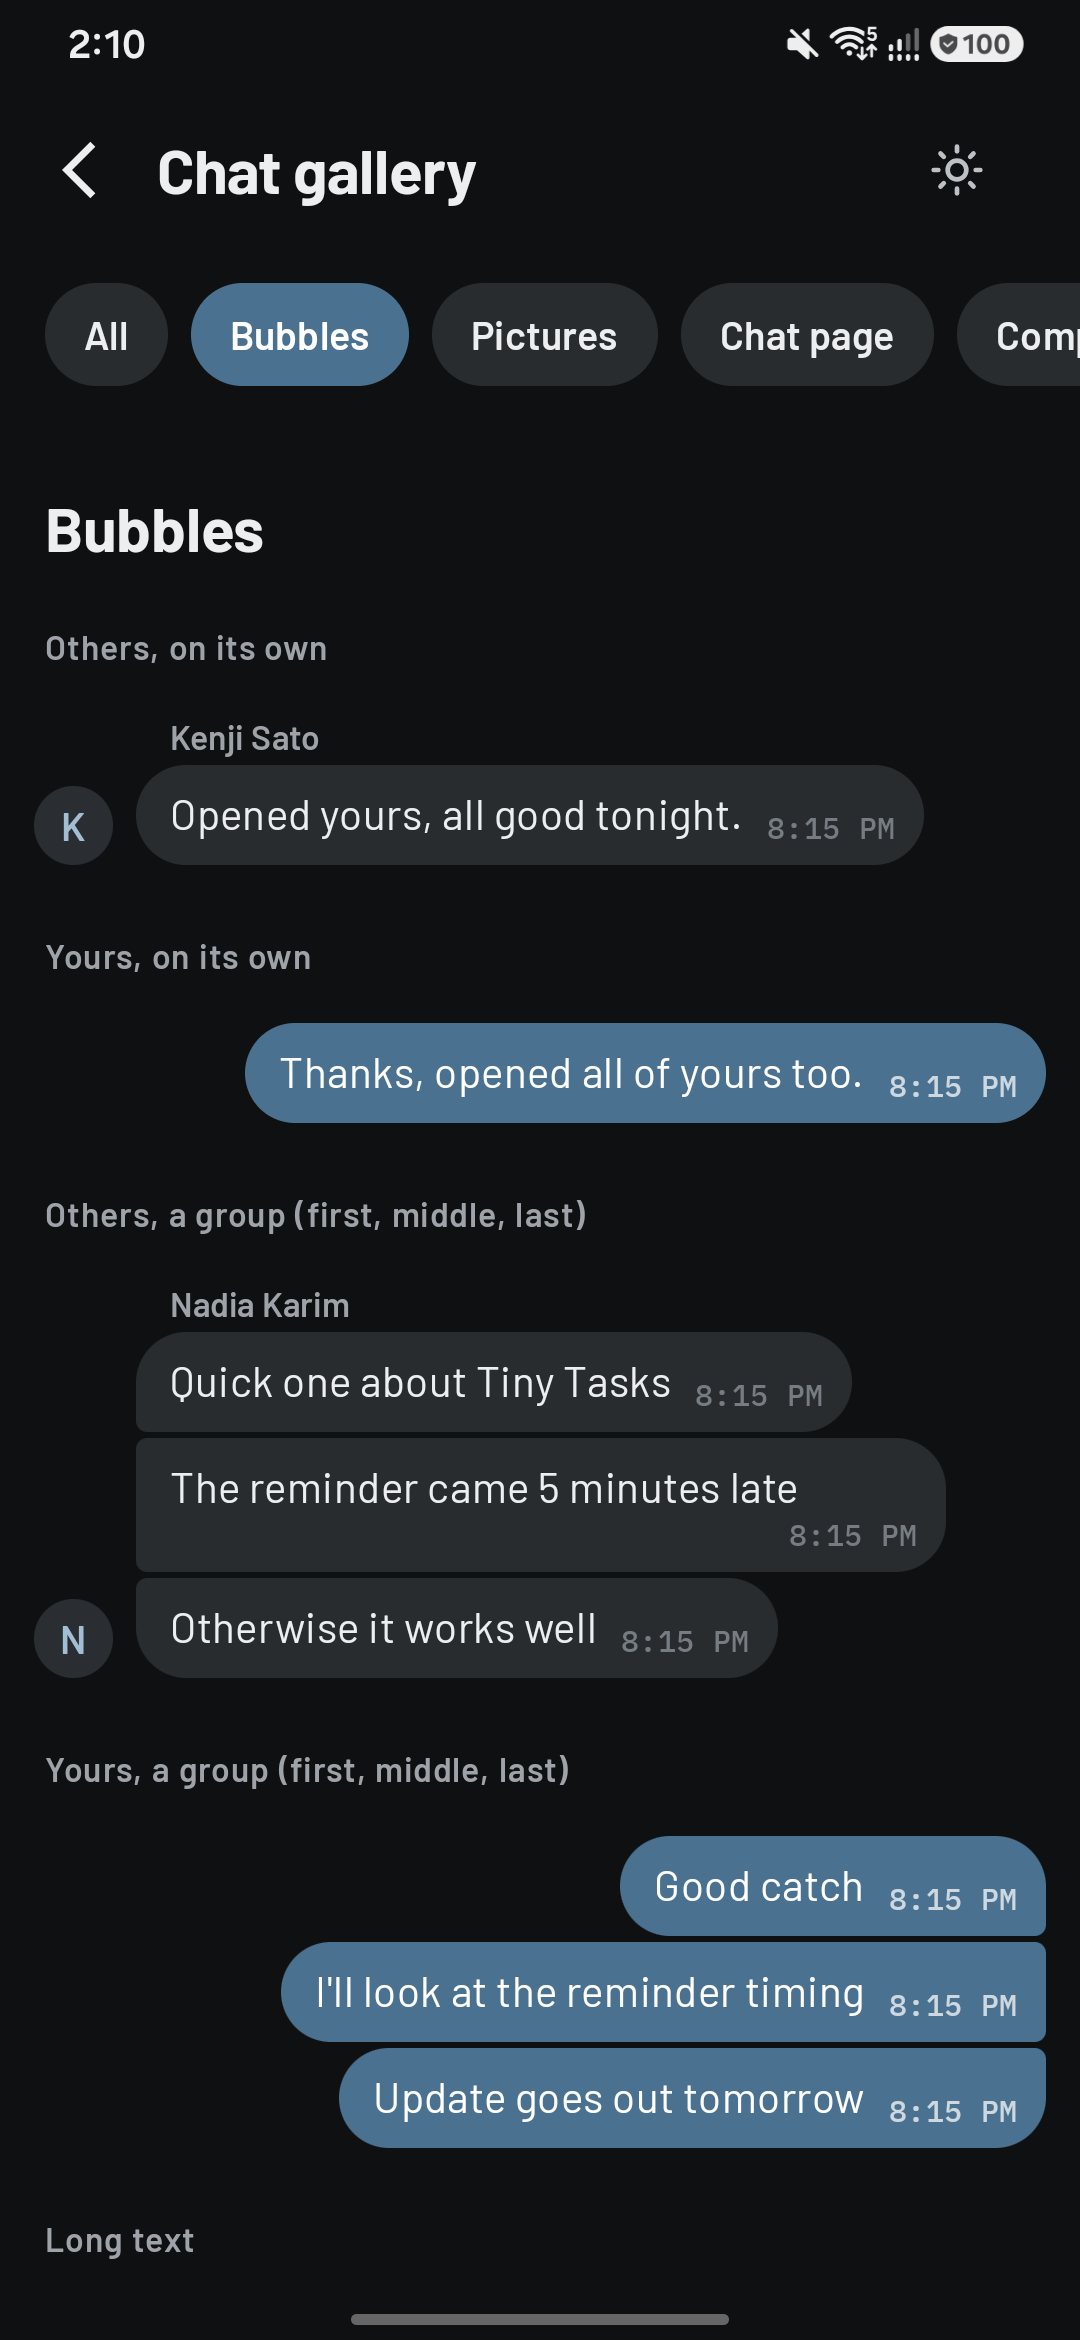 2:10
5
100
Chat gallery
All
Bubbles
Pictures
Chat page
Bubbles
Others, on its own
Kenji Sato
K
Opened yours, all good tonight. 8:15 PM
Yours, on its own
Thanks, opened all of yours too. 8:15 PM
Others, a group (first, middle, last)
Nadia Karim
Quick one about Tiny Tasks 8:15 PM
The reminder came 5 minutes late
8:15 PM
N
Otherwise it works well 8:15 PM
Yours, a group (first, middle, last)
Good catch 8:15 PM
I'll look at the reminder timing 8:15 PM
Update goes out tomorrow 8:15 PM
Long text